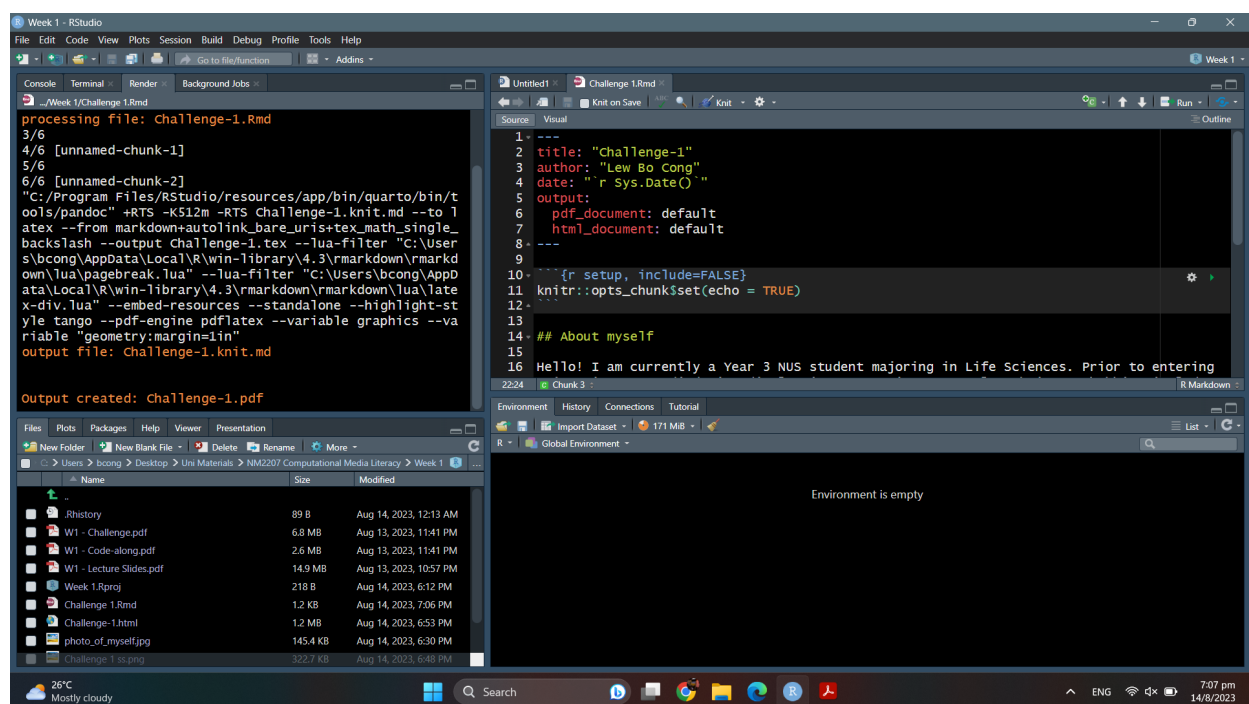 Week 1 - RStudio
File Edit Code View Plots Session Build Debug Profile Tools Help
Go to file/function Addins
Week 1
Console Terminal Render Background Jobs
.../Week 1/Challenge 1.Rmd
processing file: Challenge-1.Rmd
3/6
4/6 [unnamed-chunk-1]
5/6
6/6 [unnamed-chunk-2]
"C:/Program Files/RStudio/resources/app/bin/quarto/bin/t
ools/pandoc" +RTS -K512m -RTS Challenge-1.knit.md --to l
atex --from markdown+autolink_bare_uris+tex_math_single_
backslash --output Challenge-1.tex --lua-filter "C:\User
s\bcong\AppData\Local\R\win-library\4.3\rmarkdown\rmarkd
own\lua\pagebreak.lua" --lua-filter "C:\Users\bcong\AppD
ata\Local\R\win-library\4.3\rmarkdown\rmarkdown\lua\late
x-div.lua" --embed-resources --standalone --highlight-st
yle tango --pdf-engine pdflatex --variable graphics --va
riable "geometry:margin=1in"
output file: Challenge-1.knit.md
Output created: Challenge-1.pdf
Untitled1 Challenge 1.Rmd
Knit on Save ABC Knit Run
Source Visual Outline
1 ---
2 title: "Challenge-1"
3 author: "Lew Bo Cong"
4 date: "`r Sys.Date()`"
5 output:
6 pdf_document: default
7 html_document: default
8 ---
9
10 ```{r setup, include=FALSE}
11 knitr::opts_chunk$set(echo = TRUE)
12 ```
13
14 ## About myself
15
16 Hello! I am currently a Year 3 NUS student majoring in Life Sciences. Prior to entering
22:24 Chunk 3 R Markdown
Files Plots Packages Help Viewer Presentation
New Folder New Blank File Delete Rename More
C: > Users > bcong > Desktop > Uni Materials > NM2207 Computational Media Literacy > Week 1 ...
Name Size Modified
..
.Rhistory 89 B Aug 14, 2023, 12:13 AM
W1 - Challenge.pdf 6.8 MB Aug 13, 2023, 11:41 PM
W1 - Code-along.pdf 2.6 MB Aug 13, 2023, 11:41 PM
W1 - Lecture Slides.pdf 14.9 MB Aug 13, 2023, 10:57 PM
Week 1.Rproj 218 B Aug 14, 2023, 6:12 PM
Challenge 1.Rmd 1.2 KB Aug 14, 2023, 7:06 PM
Challenge-1.html 1.2 MB Aug 14, 2023, 6:53 PM
photo_of_myself.jpg 145.4 KB Aug 14, 2023, 6:30 PM
Challenge 1 ss.png 322.7 KB Aug 14, 2023, 6:48 PM
Environment History Connections Tutorial
Import Dataset 171 MiB List
R Global Environment
Environment is empty
26°C
Mostly cloudy
Search
ENG
7:07 pm
14/8/2023